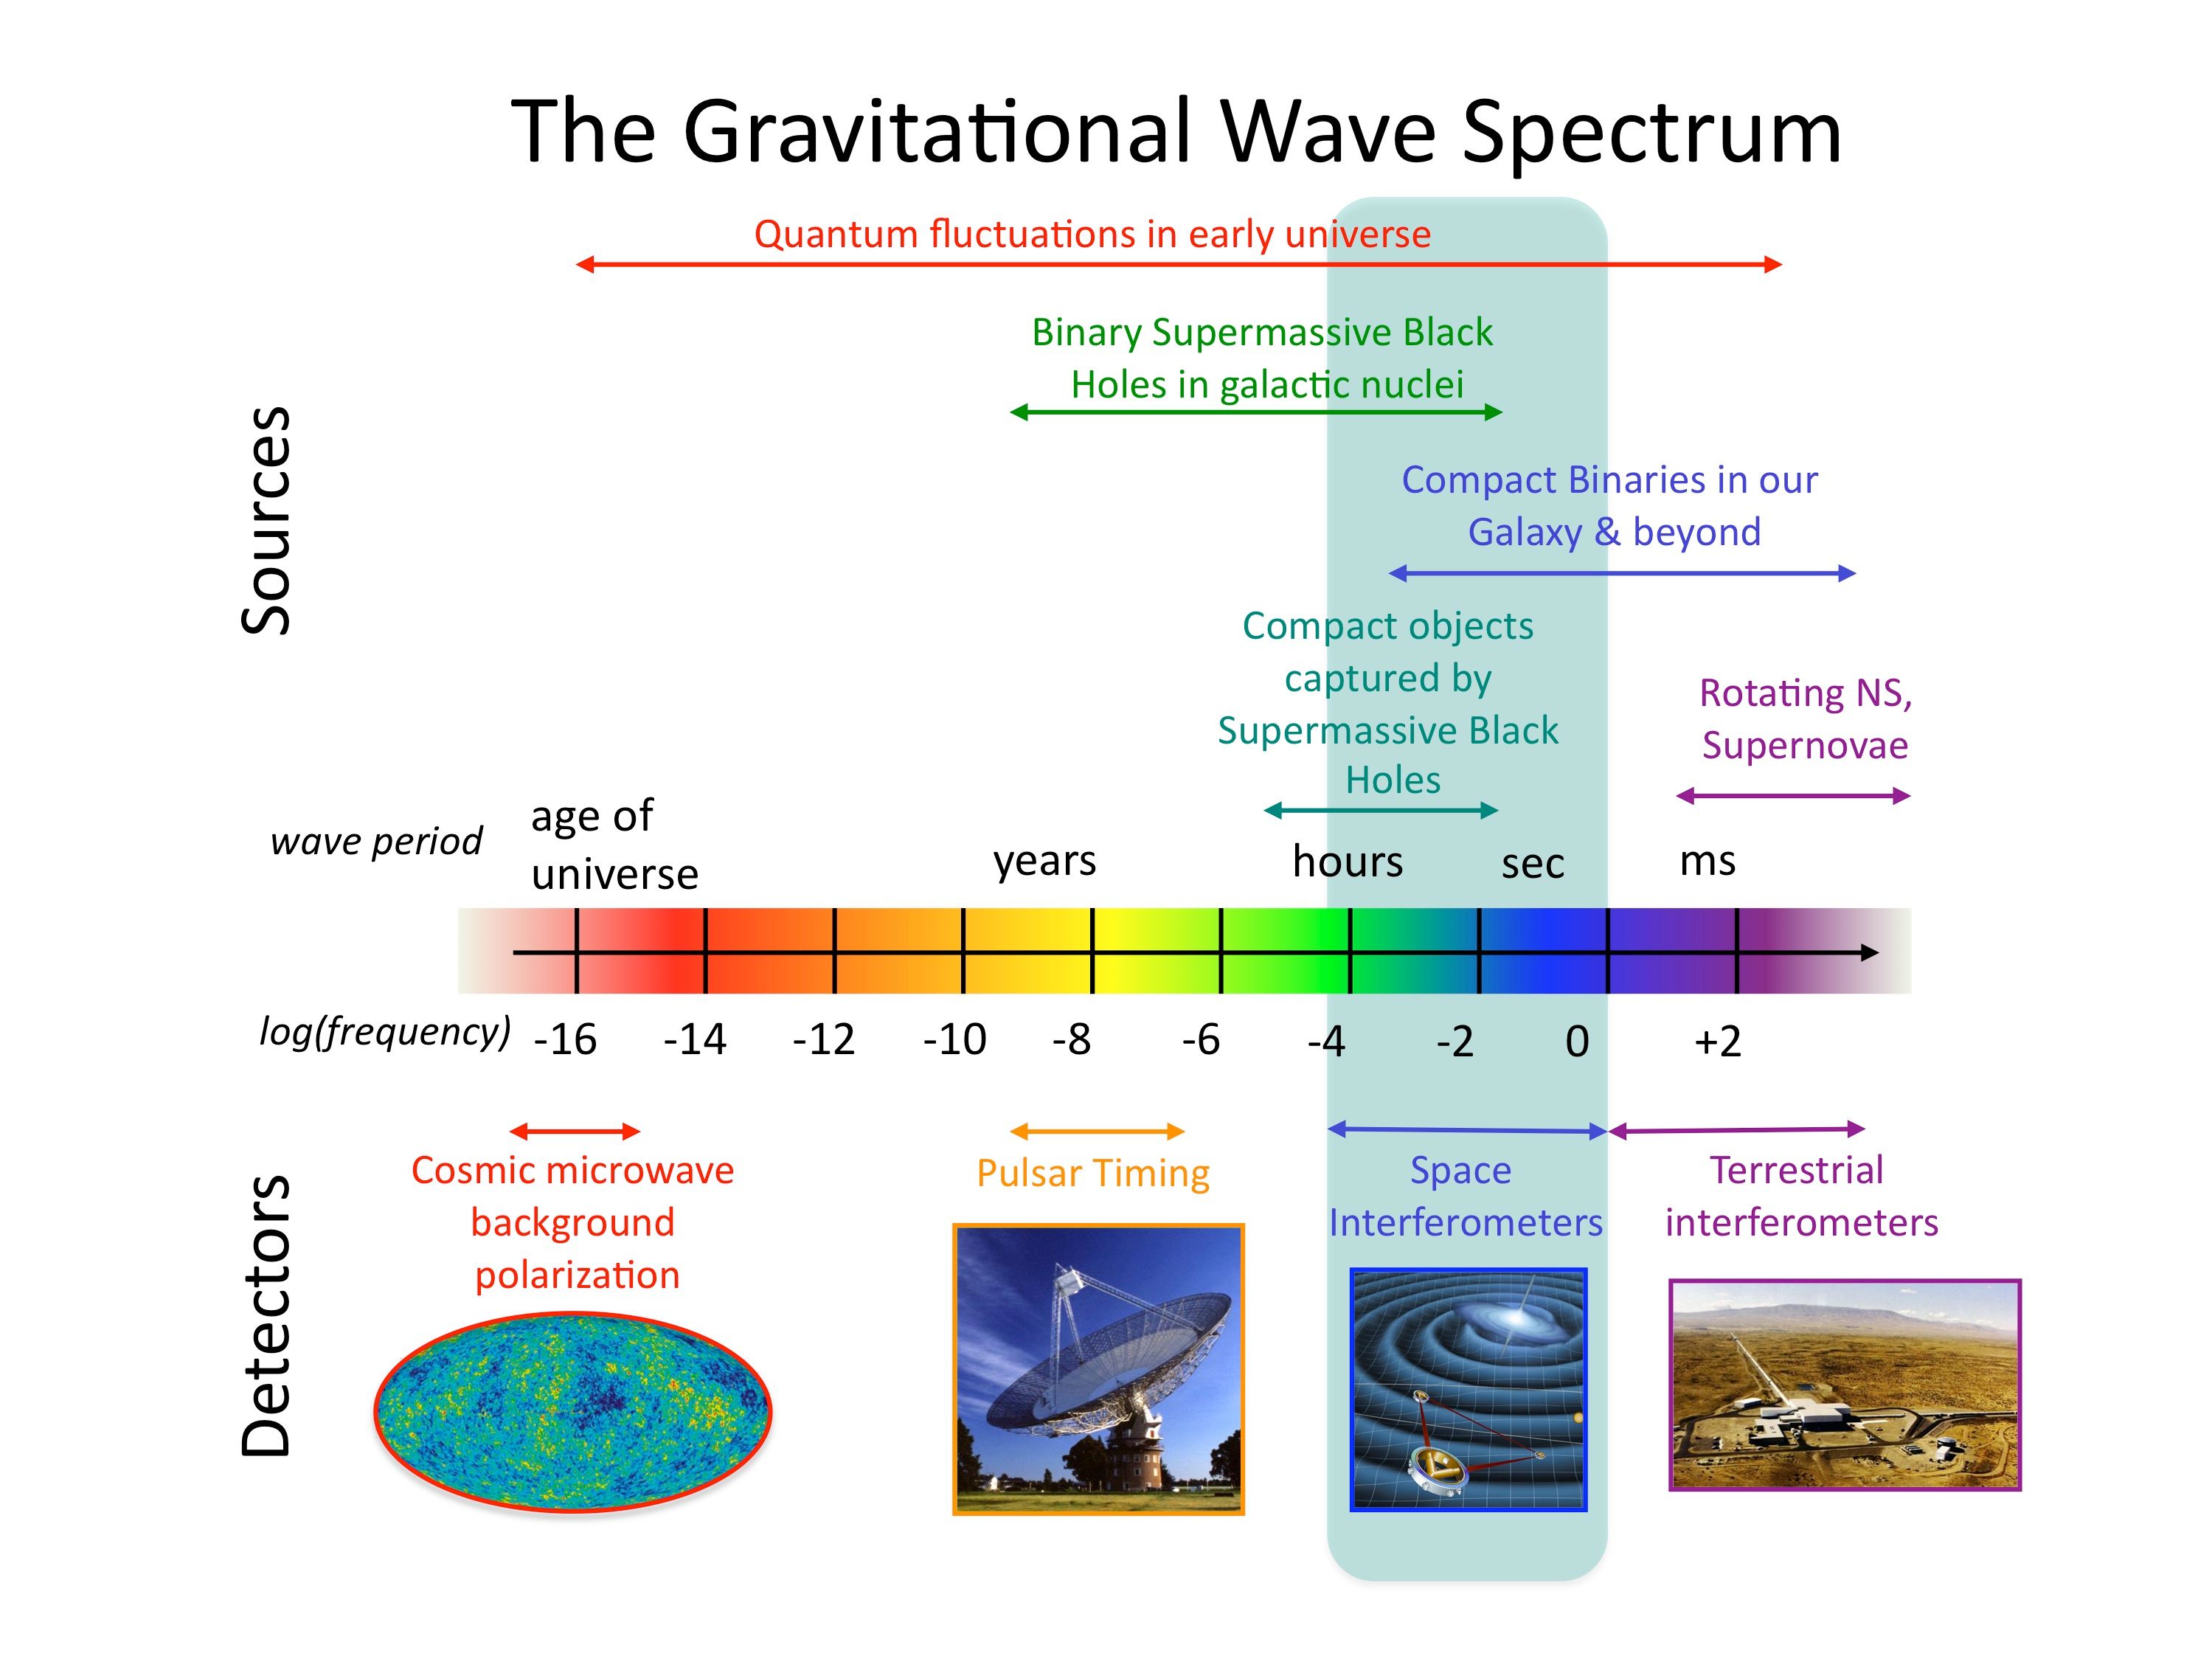 The Gravitational Wave Spectrum
Quantum fluctuations in early universe
Binary Supermassive Black
Holes in galactic nuclei
Compact Binaries in our
Galaxy & beyond
Sources
Compact objects
captured by
Supermassive Black
Holes
Rotating NS,
Supernovae
wave period
age of
universe
years
hours
sec
ms
log(frequency)
-16
-14
-12
-10
-8
-6
-4
-2
0
+2
Detectors
Cosmic microwave
background
polarization
Pulsar Timing
Space
Interferometers
Terrestrial
interferometers